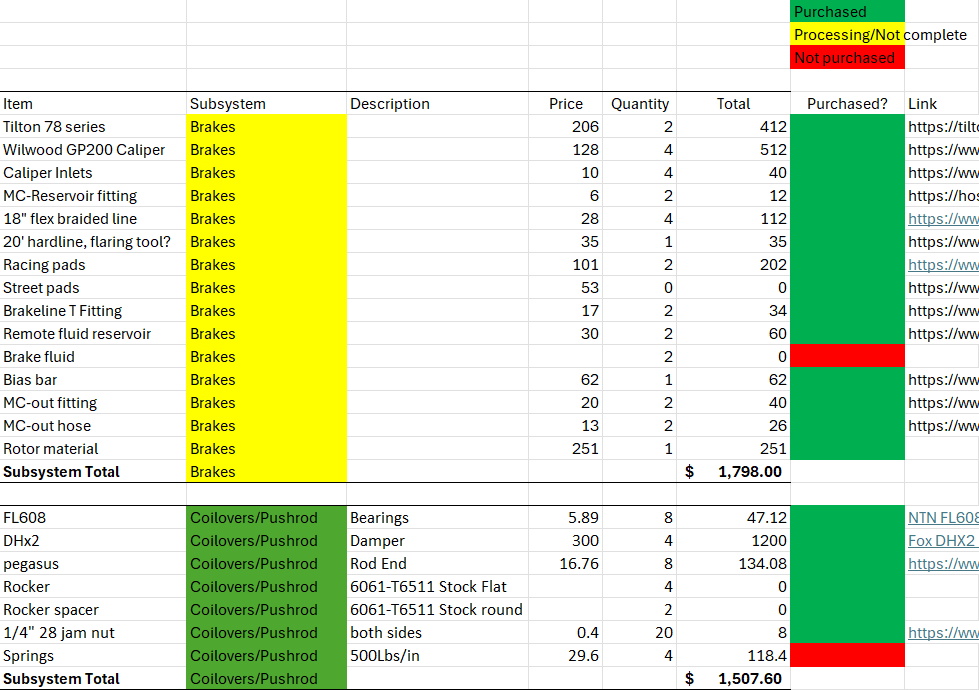 Purchased
Processing/Not complete
Not purchased
Item Subsystem Description Price Quantity Total Purchased? Link
Tilton 78 series Brakes 206 2 412 https://tilt
Wilwood GP200 Caliper Brakes 128 4 512 https://ww
Caliper Inlets Brakes 10 4 40 https://ww
MC-Reservoir fitting Brakes 6 2 12 https://hos
18" flex braided line Brakes 28 4 112 https://ww
20' hardline, flaring tool? Brakes 35 1 35 https://ww
Racing pads Brakes 101 2 202 https://ww
Street pads Brakes 53 0 0 https://ww
Brakeline T Fitting Brakes 17 2 34 https://ww
Remote fluid reservoir Brakes 30 2 60 https://ww
Brake fluid Brakes 2 0
Bias bar Brakes 62 1 62 https://ww
MC-out fitting Brakes 20 2 40 https://ww
MC-out hose Brakes 13 2 26 https://ww
Rotor material Brakes 251 1 251
Subsystem Total Brakes $ 1,798.00
FL608 Coilovers/Pushrod Bearings 5.89 8 47.12 NTN FL608
DHx2 Coilovers/Pushrod Damper 300 4 1200 Fox DHX2
pegasus Coilovers/Pushrod Rod End 16.76 8 134.08 https://ww
Rocker Coilovers/Pushrod 6061-T6511 Stock Flat 4 0
Rocker spacer Coilovers/Pushrod 6061-T6511 Stock round 2 0
1/4" 28 jam nut Coilovers/Pushrod both sides 0.4 20 8 https://ww
Springs Coilovers/Pushrod 500Lbs/in 29.6 4 118.4
Subsystem Total Coilovers/Pushrod $ 1,507.60